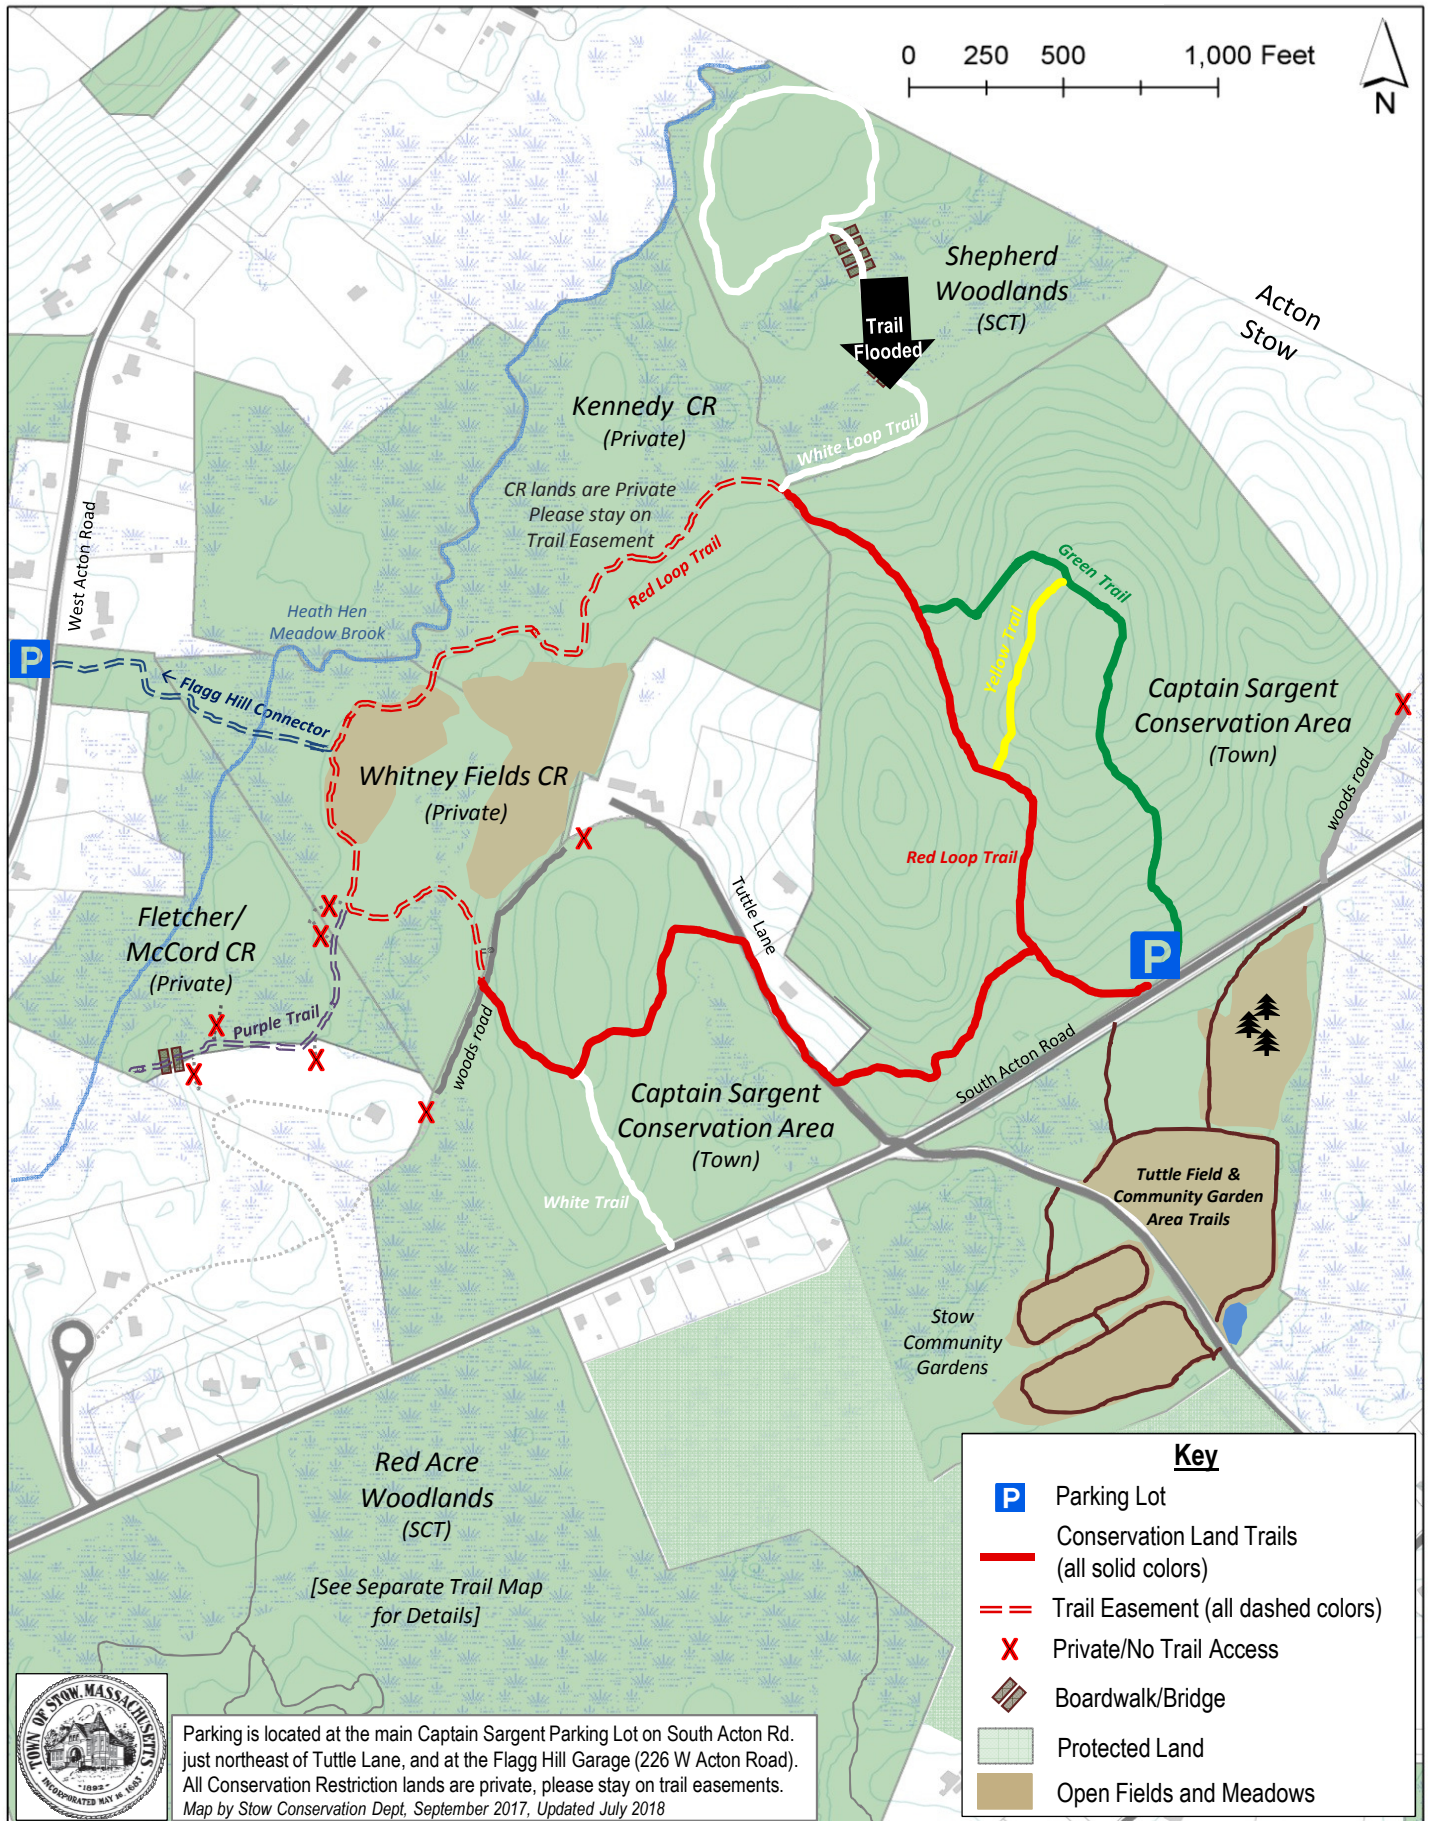 0 250 500 1,000 Feet
N
Acton
Stow
Shepherd
Woodlands
(SCT)
Trail
Flooded
Kennedy CR
(Private)
White Loop Trail
CR lands are Private
Please stay on
Trail Easement
Red Loop Trail
West Acton Road
Green Trail
Yellow Trail
Heath Hen
Meadow Brook
P
← Flagg Hill Connector
Captain Sargent
Conservation Area
(Town)
X
Whitney Fields CR
(Private)
woods road
X
Red Loop Trail
Tuttle Lane
Fletcher/
McCord CR
(Private)
X
X
P
X
Purple Trail
X
X
X
woods road
South Acton Road
Captain Sargent
Conservation Area
(Town)
White Trail
Tuttle Field &
Community Garden
Area Trails
Stow
Community
Gardens
Red Acre
Woodlands
(SCT)
[See Separate Trail Map
for Details]
Key
P Parking Lot
Conservation Land Trails
(all solid colors)
Trail Easement (all dashed colors)
X Private/No Trail Access
Boardwalk/Bridge
Protected Land
Open Fields and Meadows
TOWN OF STOW, MASSACHUSETTS
INCORPORATED MAY 16, 1683
Parking is located at the main Captain Sargent Parking Lot on South Acton Rd.
just northeast of Tuttle Lane, and at the Flagg Hill Garage (226 W Acton Road).
All Conservation Restriction lands are private, please stay on trail easements.
Map by Stow Conservation Dept, September 2017, Updated July 2018